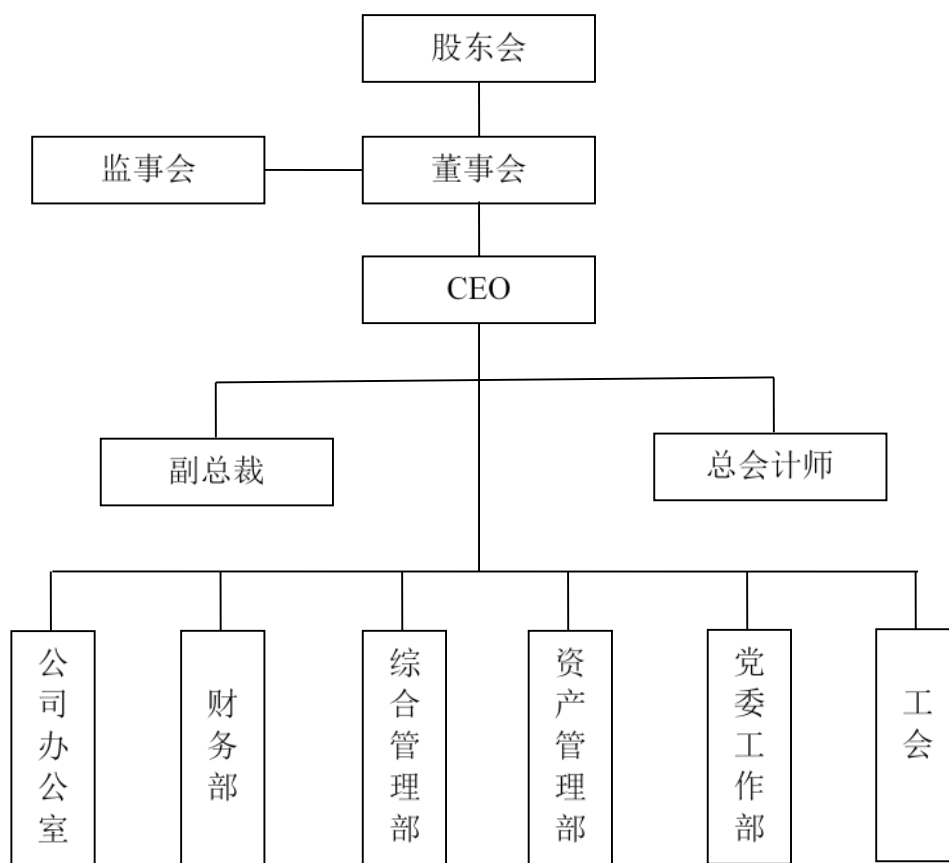 股东会
监事会
董事会
CEO
副总裁
总会计师
公司办公室
财务部
综合管理部
资产管理部
党委工作部
工会